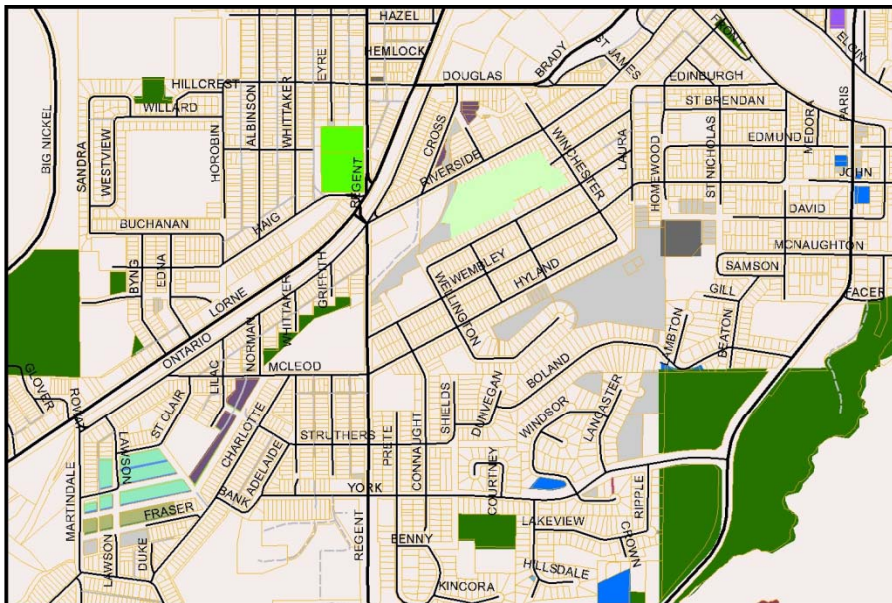 HAZEL
FRONT
ELGIN
ST JAMES
HEMLOCK
EYRE
BRADY
DOUGLAS
EDINBURGH
HILLCREST
WILLARD
ALBINSON
WHITTAKER
PARIS
ST BRENDAN
MEDORA
BIG NICKEL
SANDRA
WESTVIEW
HOROBIN
CROSS
RIVERSIDE
WINCHESTER
LAURA
HOMEWOOD
ST NICHOLAS
EDMUND
JOHN
REGENT
DAVID
BUCHANAN
HAIG
MCNAUGHTON
WEMBLEY
HYLAND
SAMSON
BYNG
EDNA
LORNE
WHITTAKER
GRIFFITH
WELLINGTON
GILL
FACER
ONTARIO
NORMAN
LILAC
MCLEOD
BOLAND
BEATON
GLOVER
ROWAT
ST CLAIR
CHARLOTTE
SHIELDS
DUNVEGAN
WINDSOR
LANCASTER
LAWSON
STRUTHERS
PRETE
CONNAUGHT
ADELAIDE
BANK
YORK
COURTNEY
RIPPLE
MARTINDALE
FRASER
LAKEVIEW
LAWSON
DUKE
REGENT
BENNY
CROWN
HILLSDALE
KINCORA